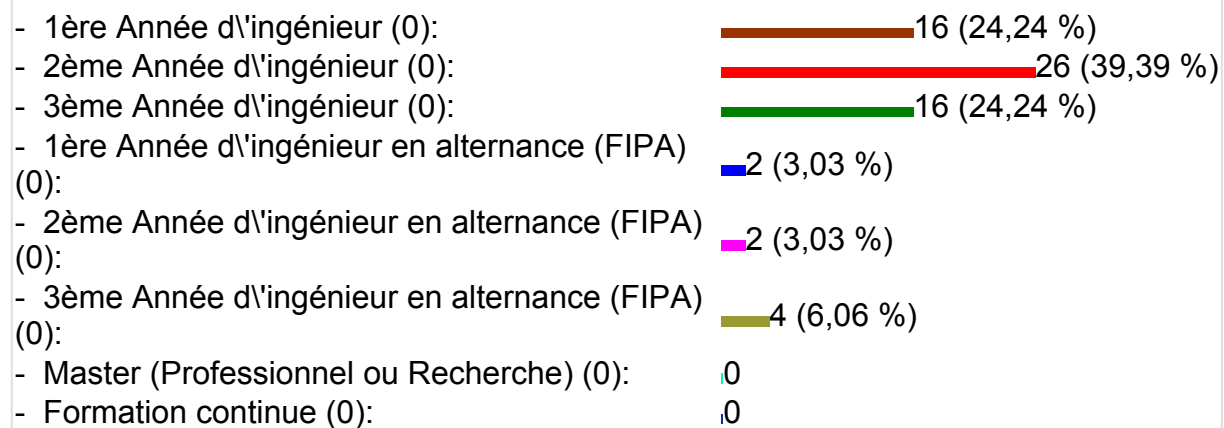 - 1ère Année d\'ingénieur (0): 16 (24,24 %)
- 2ème Année d\'ingénieur (0): 26 (39,39 %)
- 3ème Année d\'ingénieur (0): 16 (24,24 %)
- 1ère Année d\'ingénieur en alternance (FIPA)
(0): 2 (3,03 %)
- 2ème Année d\'ingénieur en alternance (FIPA)
(0): 2 (3,03 %)
- 3ème Année d\'ingénieur en alternance (FIPA)
(0): 4 (6,06 %)
- Master (Professionnel ou Recherche) (0): 0
- Formation continue (0): 0